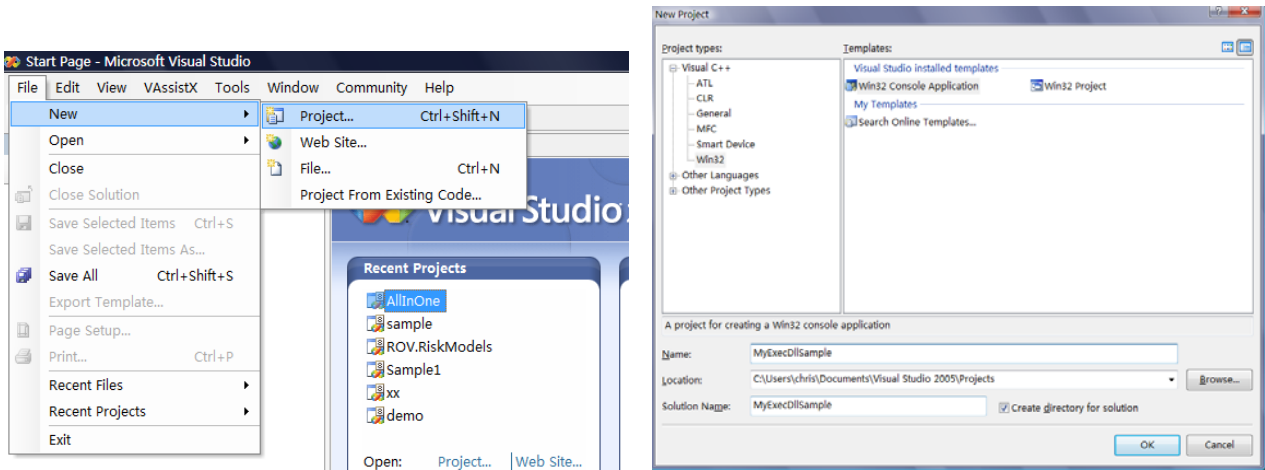 Start Page - Microsoft Visual Studio
File Edit View VAssistX Tools Window Community Help
New
Open
Close
Close Solution
Save Selected Items Ctrl+S
Save Selected Items As...
Save All Ctrl+Shift+S
Export Template...
Page Setup...
Print... Ctrl+P
Recent Files
Recent Projects
Exit
Project... Ctrl+Shift+N
Web Site...
File... Ctrl+N
Project From Existing Code...
Visual Studio
Recent Projects
AllInOne
sample
ROV.RiskModels
Sample1
xx
demo
Open: Project... Web Site...
New Project
Project types:
Visual C++
ATL
CLR
General
MFC
Smart Device
Win32
Other Languages
Other Project Types
Templates:
Visual Studio installed templates
Win32 Console Application Win32 Project
My Templates
Search Online Templates...
A project for creating a Win32 console application
Name: MyExecDllSample
Location: C:\Users\chris\Documents\Visual Studio 2005\Projects Browse...
Solution Name: MyExecDllSample Create directory for solution
OK Cancel